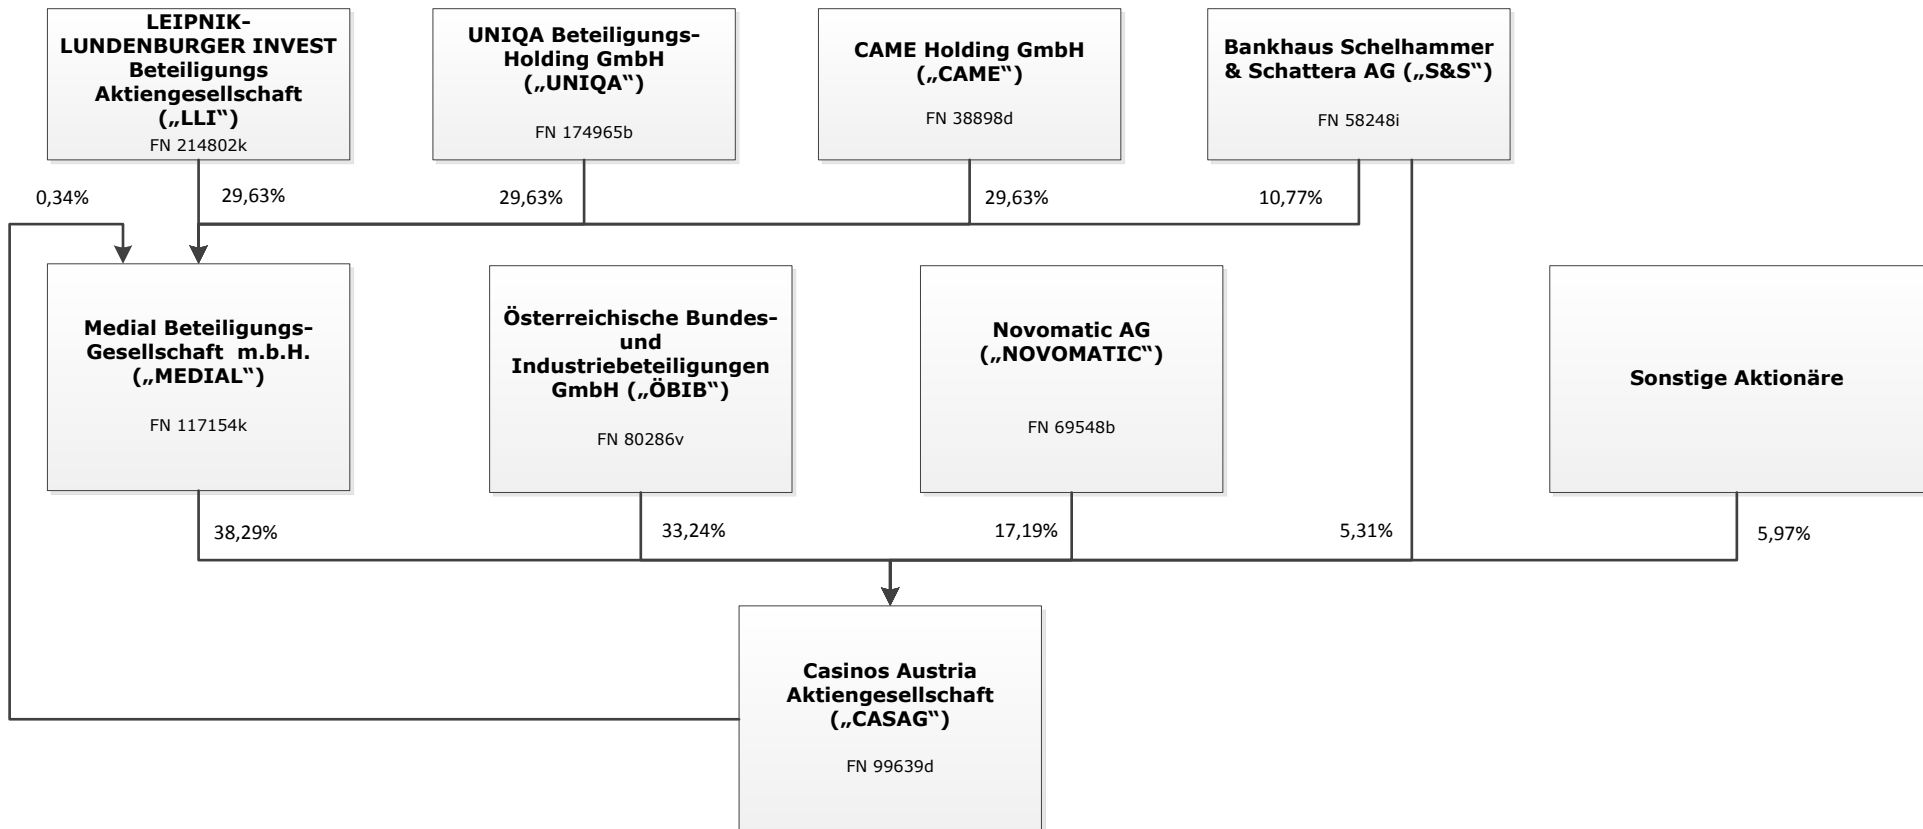 LEIPNIK-
LUNDENBURGER INVEST
Beteiligungs
Aktiengesellschaft
(„LLI“)
FN 214802k
UNIQA Beteiligungs-
Holding GmbH
(„UNIQA“)
FN 174965b
CAME Holding GmbH
(„CAME“)
FN 38898d
Bankhaus Schelhammer
& Schattera AG („S&S“)
FN 58248i
0,34%
29,63%
29,63%
29,63%
10,77%
Medial Beteiligungs-
Gesellschaft m.b.H.
(„MEDIAL“)
FN 117154k
Österreichische Bundes-
und
Industriebeteiligungen
GmbH („ÖBIB“)
FN 80286v
Novomatic AG
(„NOVOMATIC“)
FN 69548b
Sonstige Aktionäre
38,29%
33,24%
17,19%
5,31%
5,97%
Casinos Austria
Aktiengesellschaft
(„CASAG“)
FN 99639d